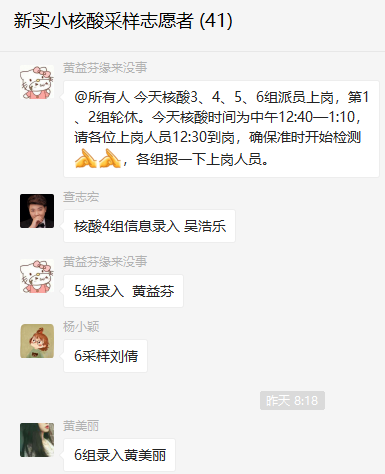 新实小核酸采样志愿者 (41)
黄益芬缘来没事
@所有人 今天核酸3、4、5、6组派员上岗，第1
、2组轮休。今天核酸时间为中午12:40—1:10，
请各位上岗人员12:30到岗，确保准时开始检测
，各组报一下上岗人员。
查志宏
核酸4组信息录入 吴浩乐
黄益芬缘来没事
5组录入  黄益芬
杨小颖
6采样刘倩
昨天 8:18
黄美丽
6组录入黄美丽